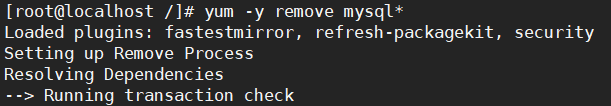 [root@localhost /]# yum -y remove mysql*
Loaded plugins: fastestmirror, refresh-packagekit, security
Setting up Remove Process
Resolving Dependencies
--> Running transaction check